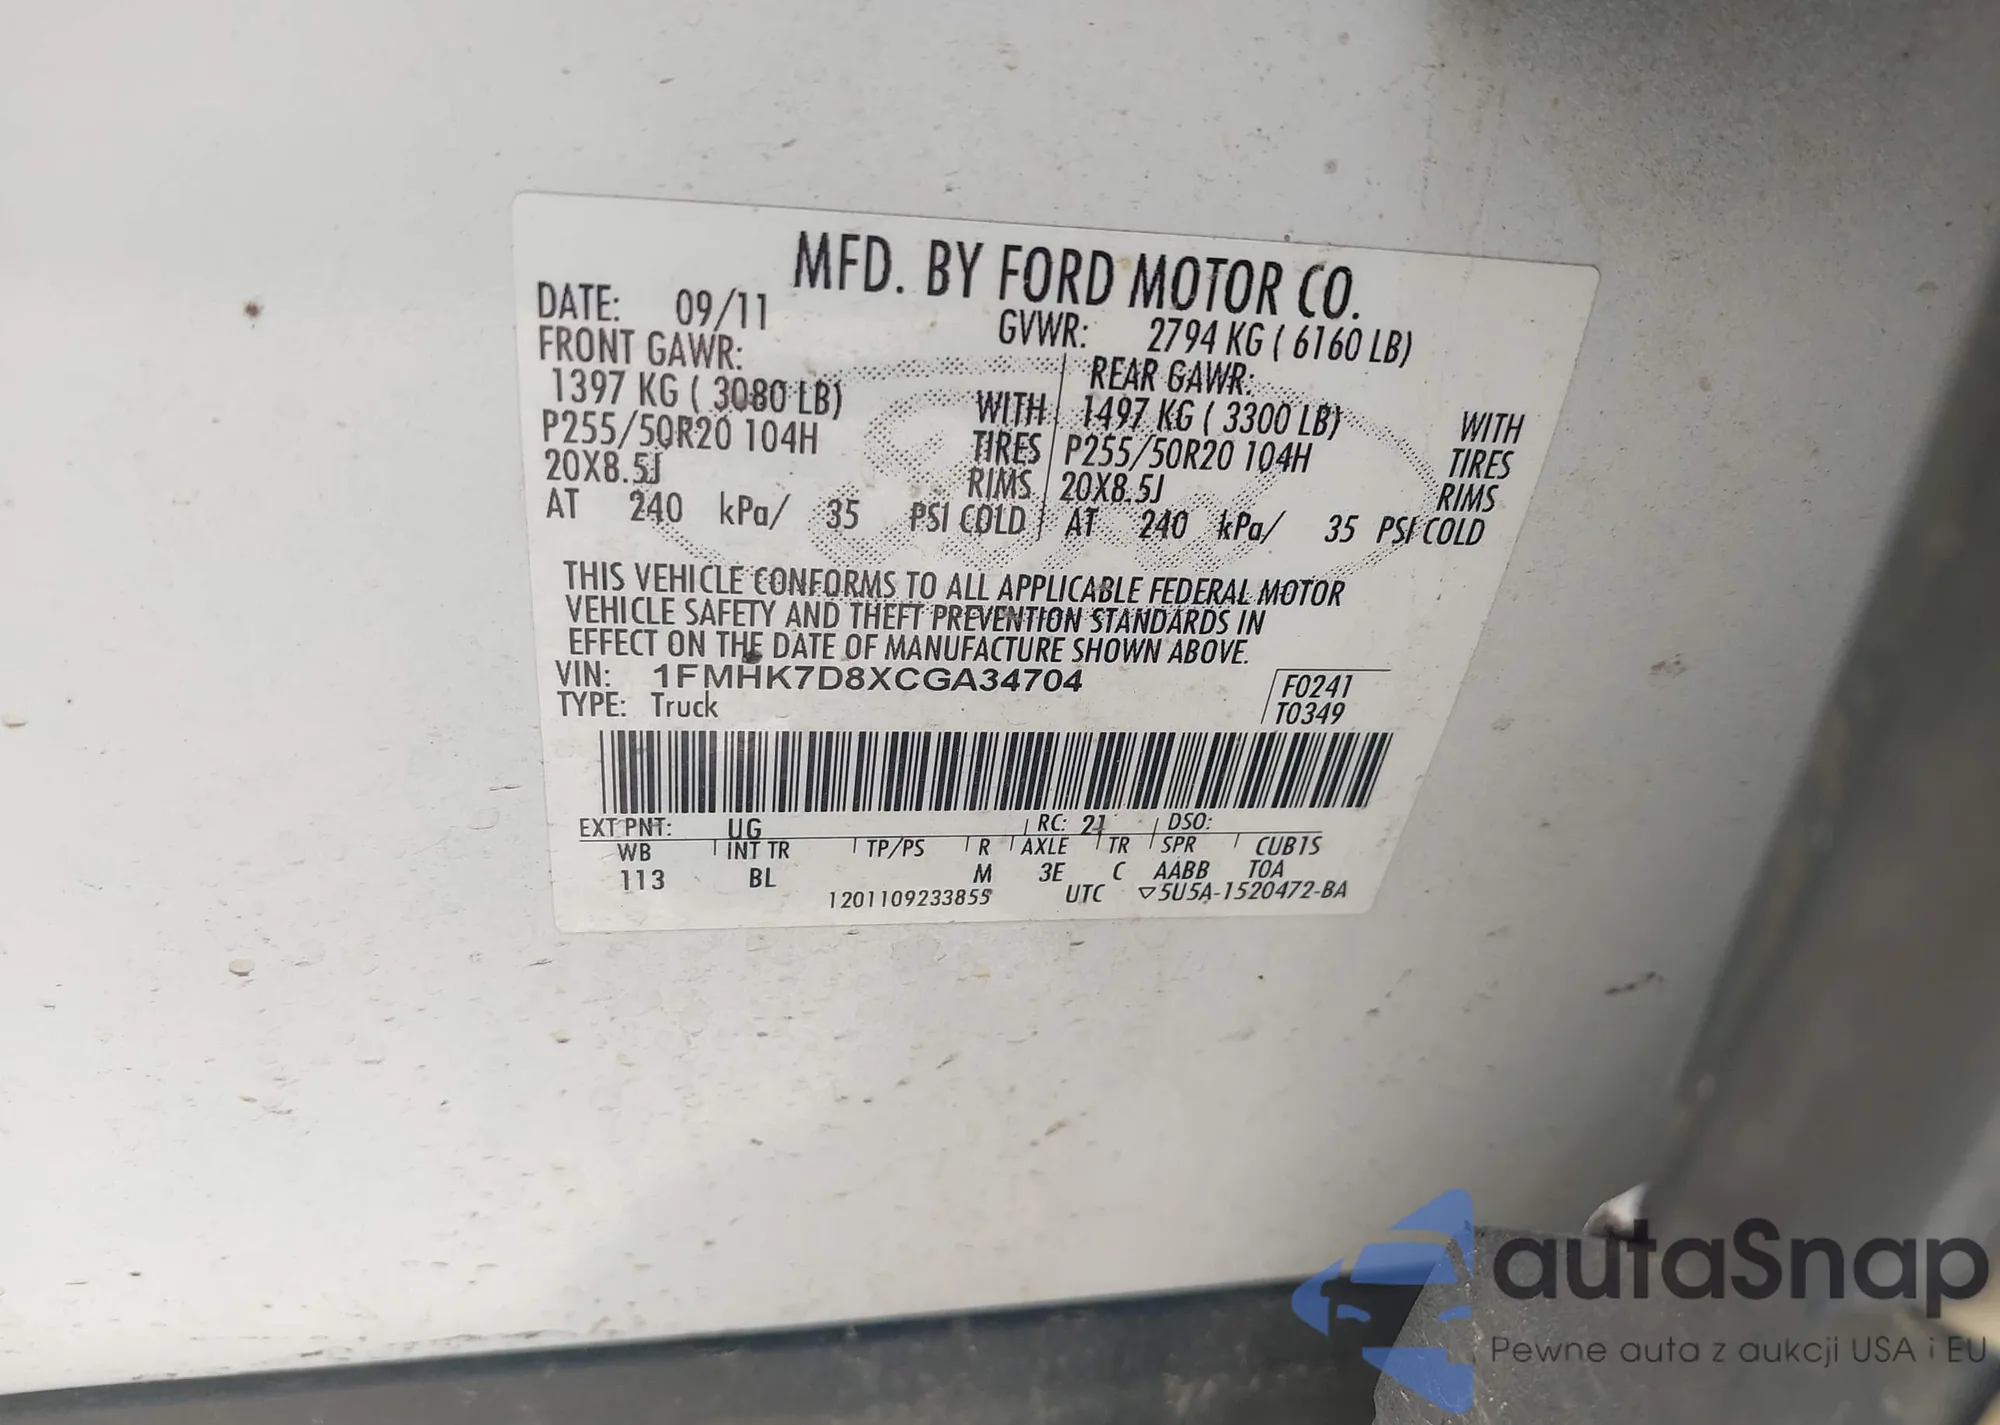 MFD. BY FORD MOTOR CO.
DATE: 09/11 GVWR: 2794 KG ( 6160 LB)
FRONT GAWR: REAR GAWR:
1397 KG ( 3080 LB) WITH 1497 KG ( 3300 LB) WITH
P255/50R20 104H TIRES P255/50R20 104H TIRES
20X8.5J RIMS 20X8.5J RIMS
AT 240 kPa/ 35 PSI COLD AT 240 kPa/ 35 PSI COLD
THIS VEHICLE CONFORMS TO ALL APPLICABLE FEDERAL MOTOR
VEHICLE SAFETY AND THEFT PREVENTION STANDARDS IN
EFFECT ON THE DATE OF MANUFACTURE SHOWN ABOVE.
VIN: 1FMHK7D8XCGA34704 F0241
TYPE: Truck T0349
EXT PNT: UG RC: 21 DSO:
WB INT TR TP/PS R AXLE TR SPR CUB1S
113 BL M 3E C AABB TOA
1201109233855 UTC ▽5U5A-1520472-BA
autaSnap
Pewne auta z aukcji USA i EU